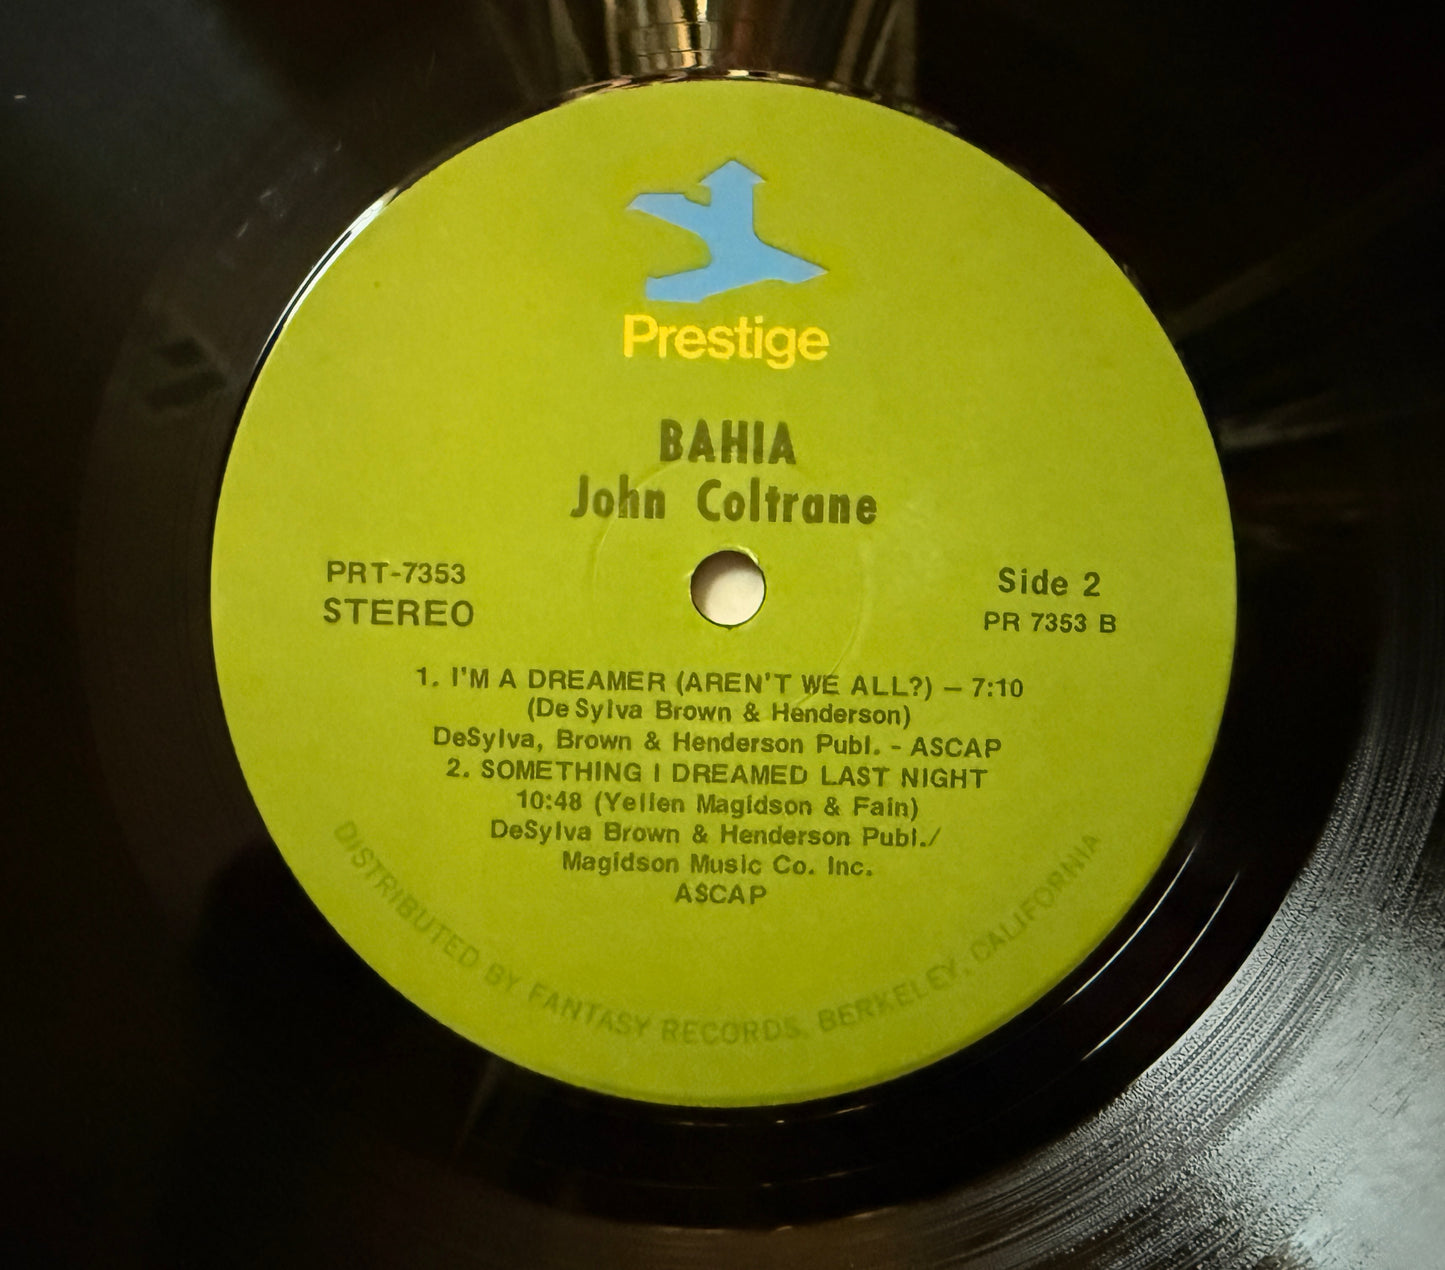 Prestige
BAHIA
John Coltrane
PRT-7353
STEREO
Side 2
PR 7353 B
1. I'M A DREAMER (AREN'T WE ALL?) – 7:10
(De Sylva Brown & Henderson)
DeSylva, Brown & Henderson Publ. - ASCAP
2. SOMETHING I DREAMED LAST NIGHT
10:48 (Yellen Magidson & Fain)
DeSylva Brown & Henderson Publ./
Magidson Music Co. Inc.
ASCAP
DISTRIBUTED BY FANTASY RECORDS, BERKELEY, CALIFORNIA